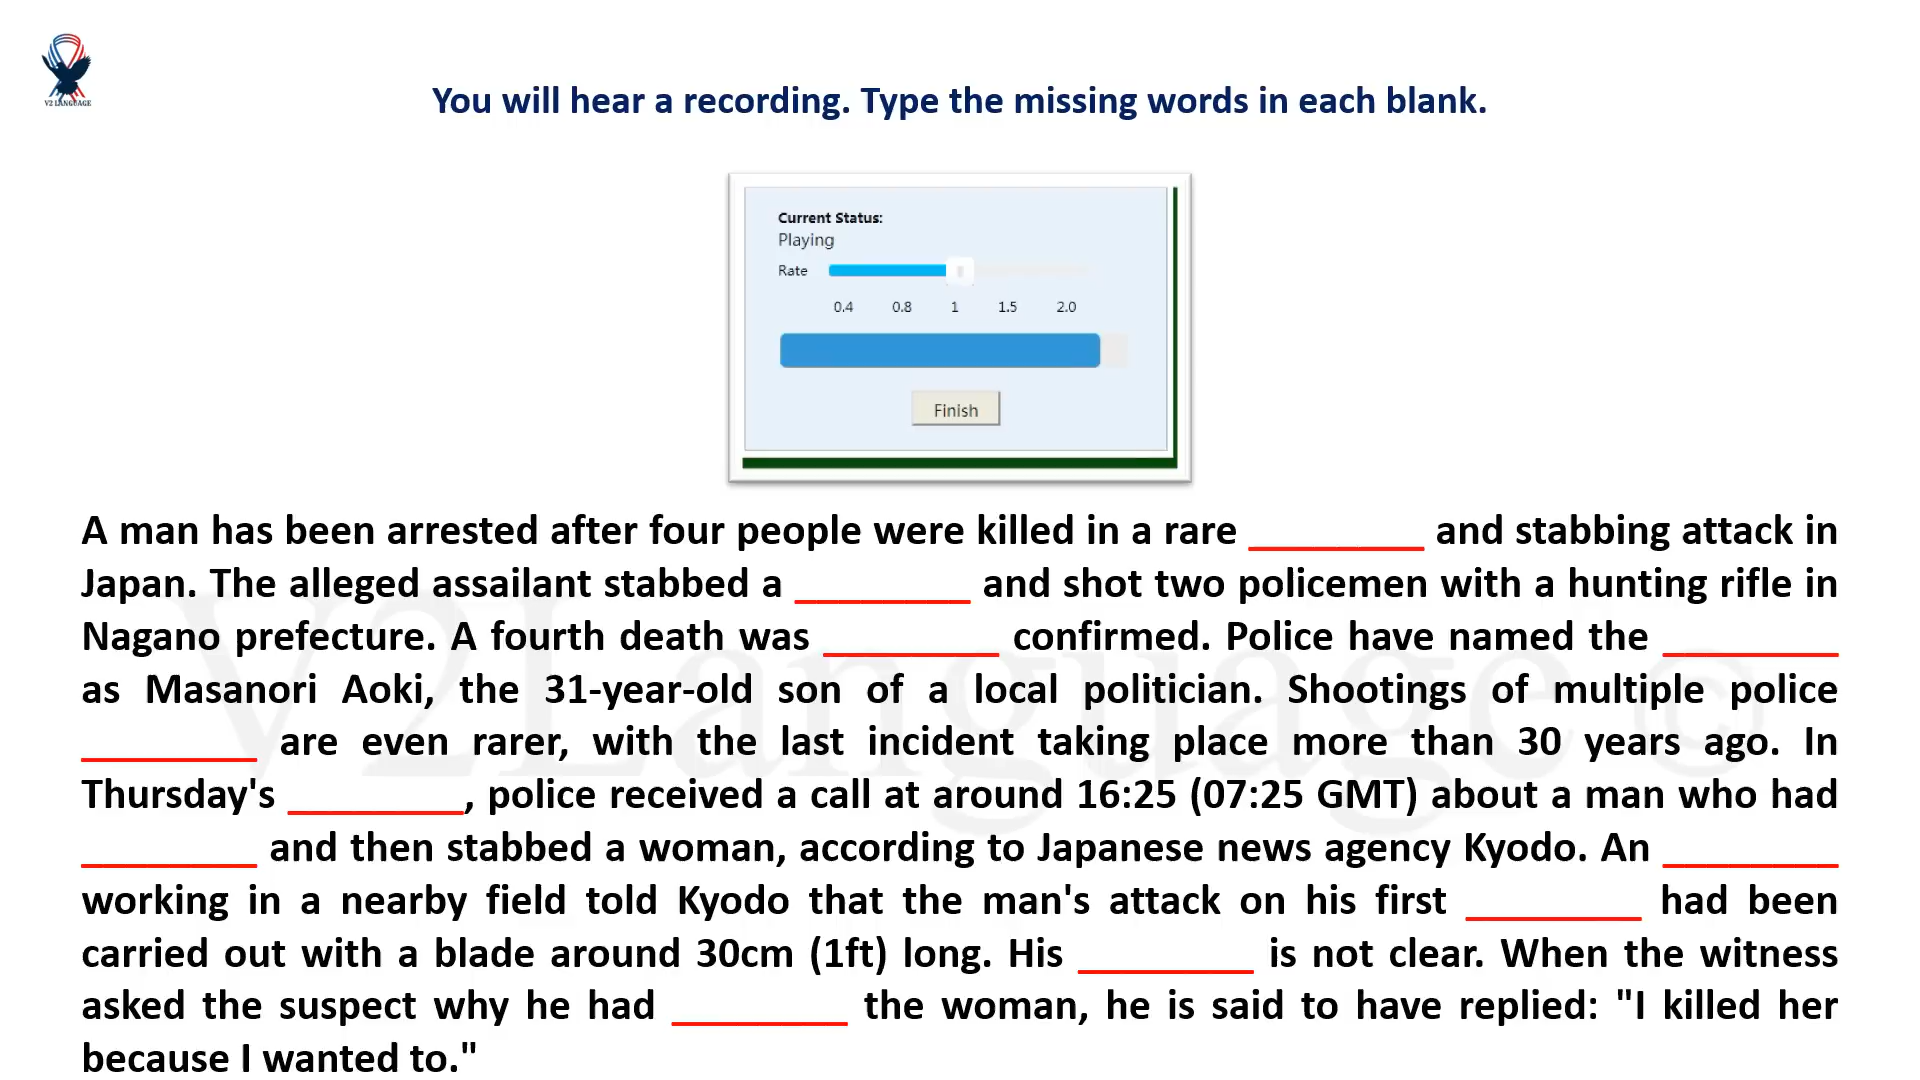 V2 LANGUAGE
You will hear a recording. Type the missing words in each blank.
Current Status:
Playing
Rate
0.4 0.8 1 1.5 2.0
Finish
A man has been arrested after four people were killed in a rare ________ and stabbing attack in
Japan. The alleged assailant stabbed a ________ and shot two policemen with a hunting rifle in
Nagano prefecture. A fourth death was ________ confirmed. Police have named the ________
as Masanori Aoki, the 31-year-old son of a local politician. Shootings of multiple police
________ are even rarer, with the last incident taking place more than 30 years ago. In
Thursday's ________, police received a call at around 16:25 (07:25 GMT) about a man who had
________ and then stabbed a woman, according to Japanese news agency Kyodo. An ________
working in a nearby field told Kyodo that the man's attack on his first ________ had been
carried out with a blade around 30cm (1ft) long. His ________ is not clear. When the witness
asked the suspect why he had ________ the woman, he is said to have replied: "I killed her
because I wanted to."
V2Language ©